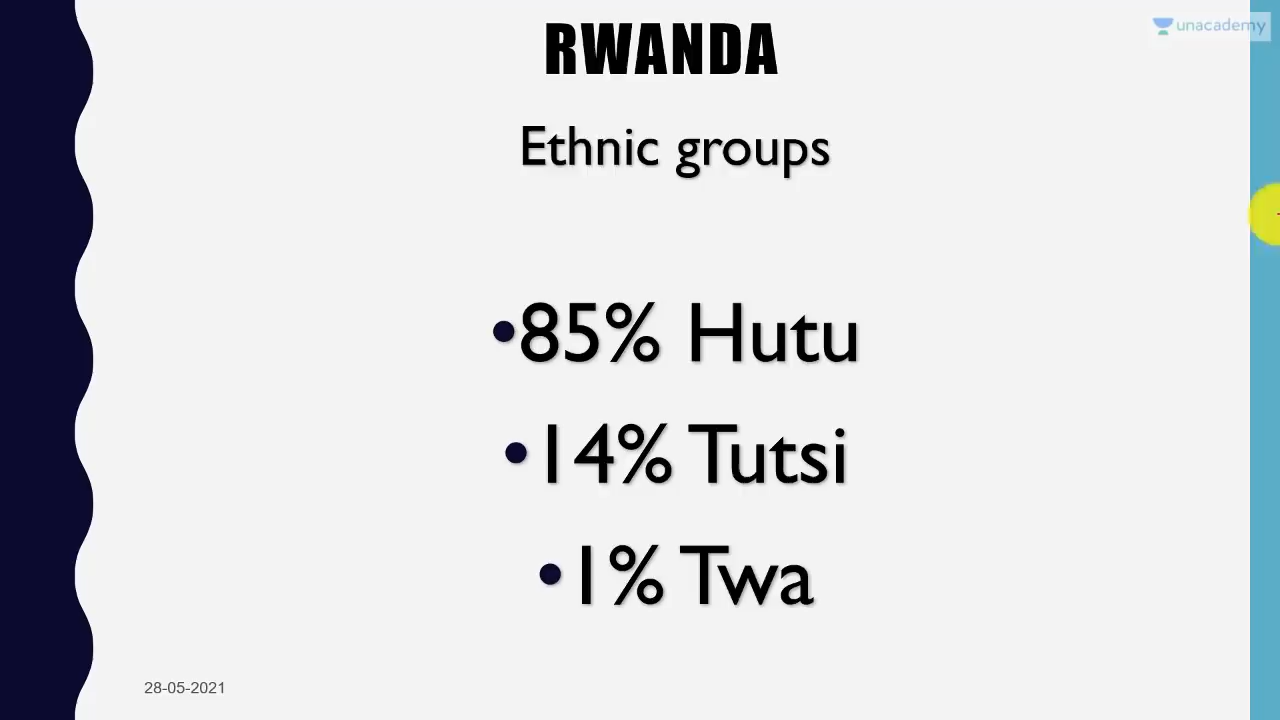 RWANDA
unacademy
Ethnic groups
•85% Hutu
•14% Tutsi
•1% Twa
28-05-2021